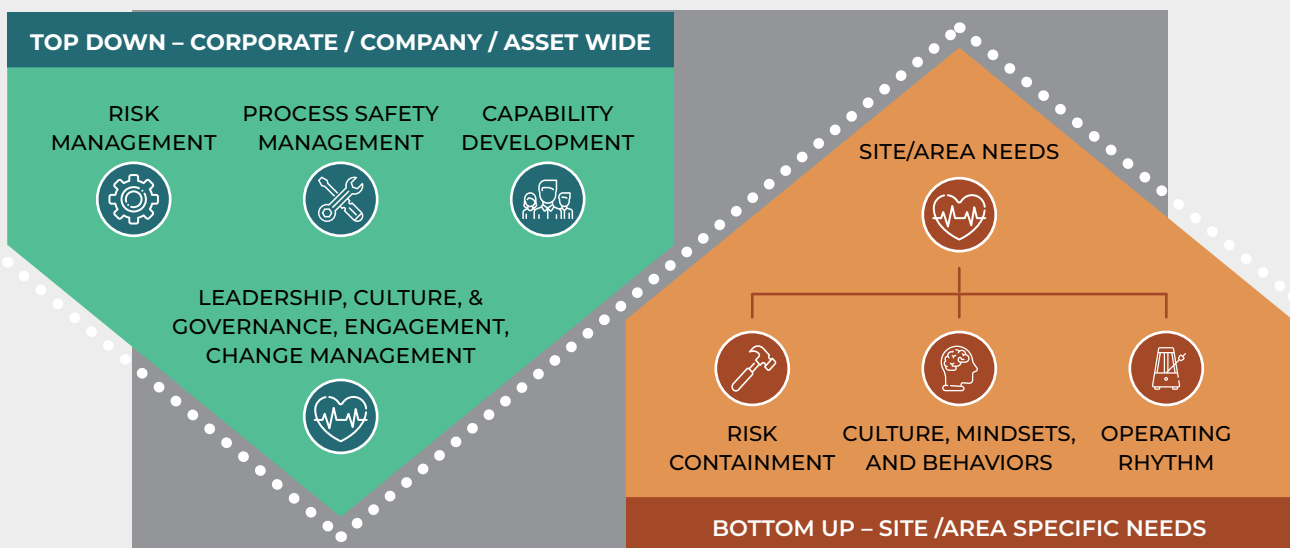 TOP DOWN – CORPORATE / COMPANY / ASSET WIDE
RISK
MANAGEMENT
PROCESS SAFETY
MANAGEMENT
CAPABILITY
DEVELOPMENT
LEADERSHIP, CULTURE, &
GOVERNANCE, ENGAGEMENT,
CHANGE MANAGEMENT
SITE/AREA NEEDS
RISK
CONTAINMENT
CULTURE, MINDSETS,
AND BEHAVIORS
OPERATING
RHYTHM
BOTTOM UP – SITE /AREA SPECIFIC NEEDS